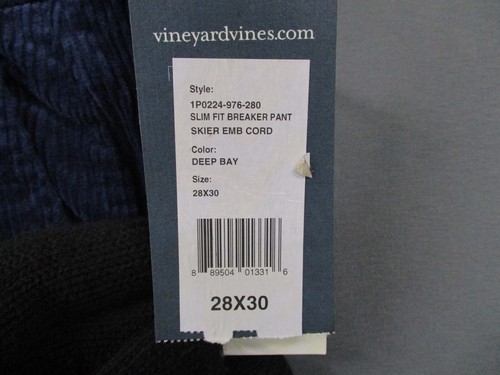 vineyardvines.com
Style:
1P0224-976-280
SLIM FIT BREAKER PANT
SKIER EMB CORD
Color:
DEEP BAY
Size:
28X30
8 89504 01331 6
28X30